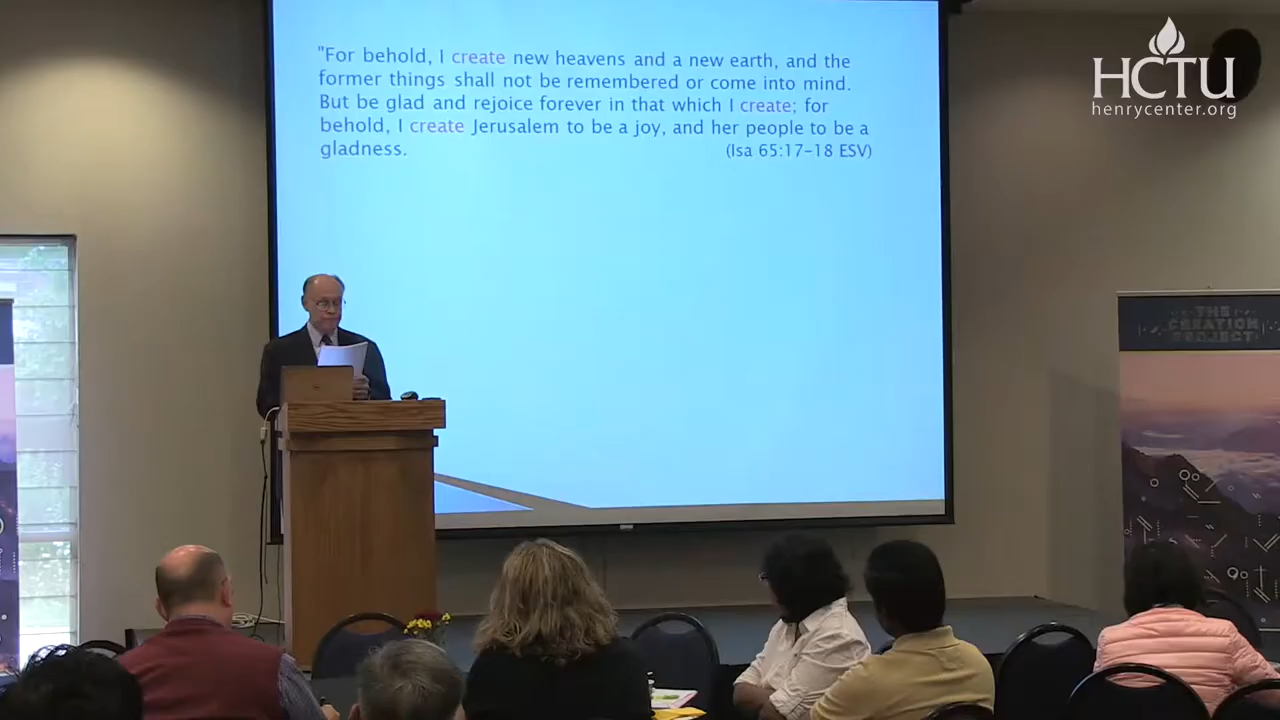 "For behold, I create new heavens and a new earth, and the
former things shall not be remembered or come into mind.
But be glad and rejoice forever in that which I create; for
behold, I create Jerusalem to be a joy, and her people to be a
gladness. (Isa 65:17-18 ESV)
HCTU
henrycenter.org
THE
CREATION
PROJECT